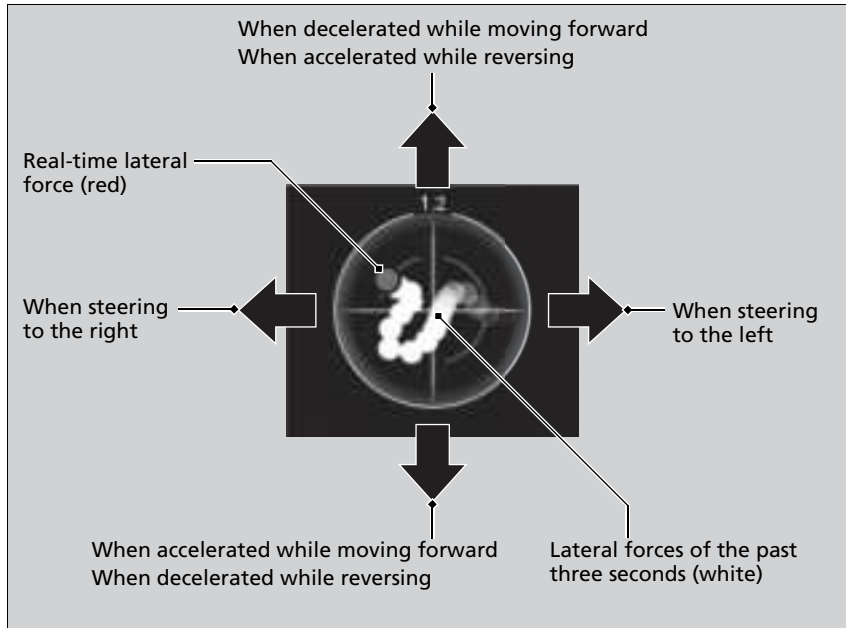 When decelerated while moving forward
When accelerated while reversing
Real-time lateral
force (red)
1.2
When steering
to the right
When steering
to the left
When accelerated while moving forward
When decelerated while reversing
Lateral forces of the past
three seconds (white)